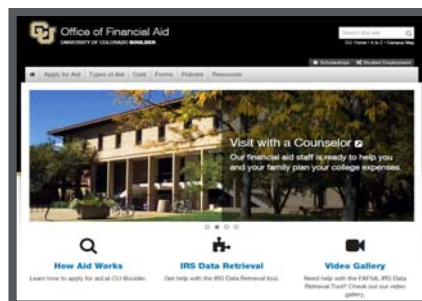 Office of Financial Aid
UNIVERSITY OF COLORADO BOULDER
Search this site
CU: Home • A to Z • Campus Map
Scholarships Student Employment
Apply for Aid Types of Aid Cost Forms Policies Resources
Visit with a Counselor
Our financial aid staff is ready to help you
and your family plan your college expenses.
How Aid Works
Learn how to apply for aid at CU-Boulder.
IRS Data Retrieval
Get help with the IRS Data Retrieval tool.
Video Gallery
Need help with the FAFSA, IRS Data
Retrieval Tool? Check out our video
gallery.